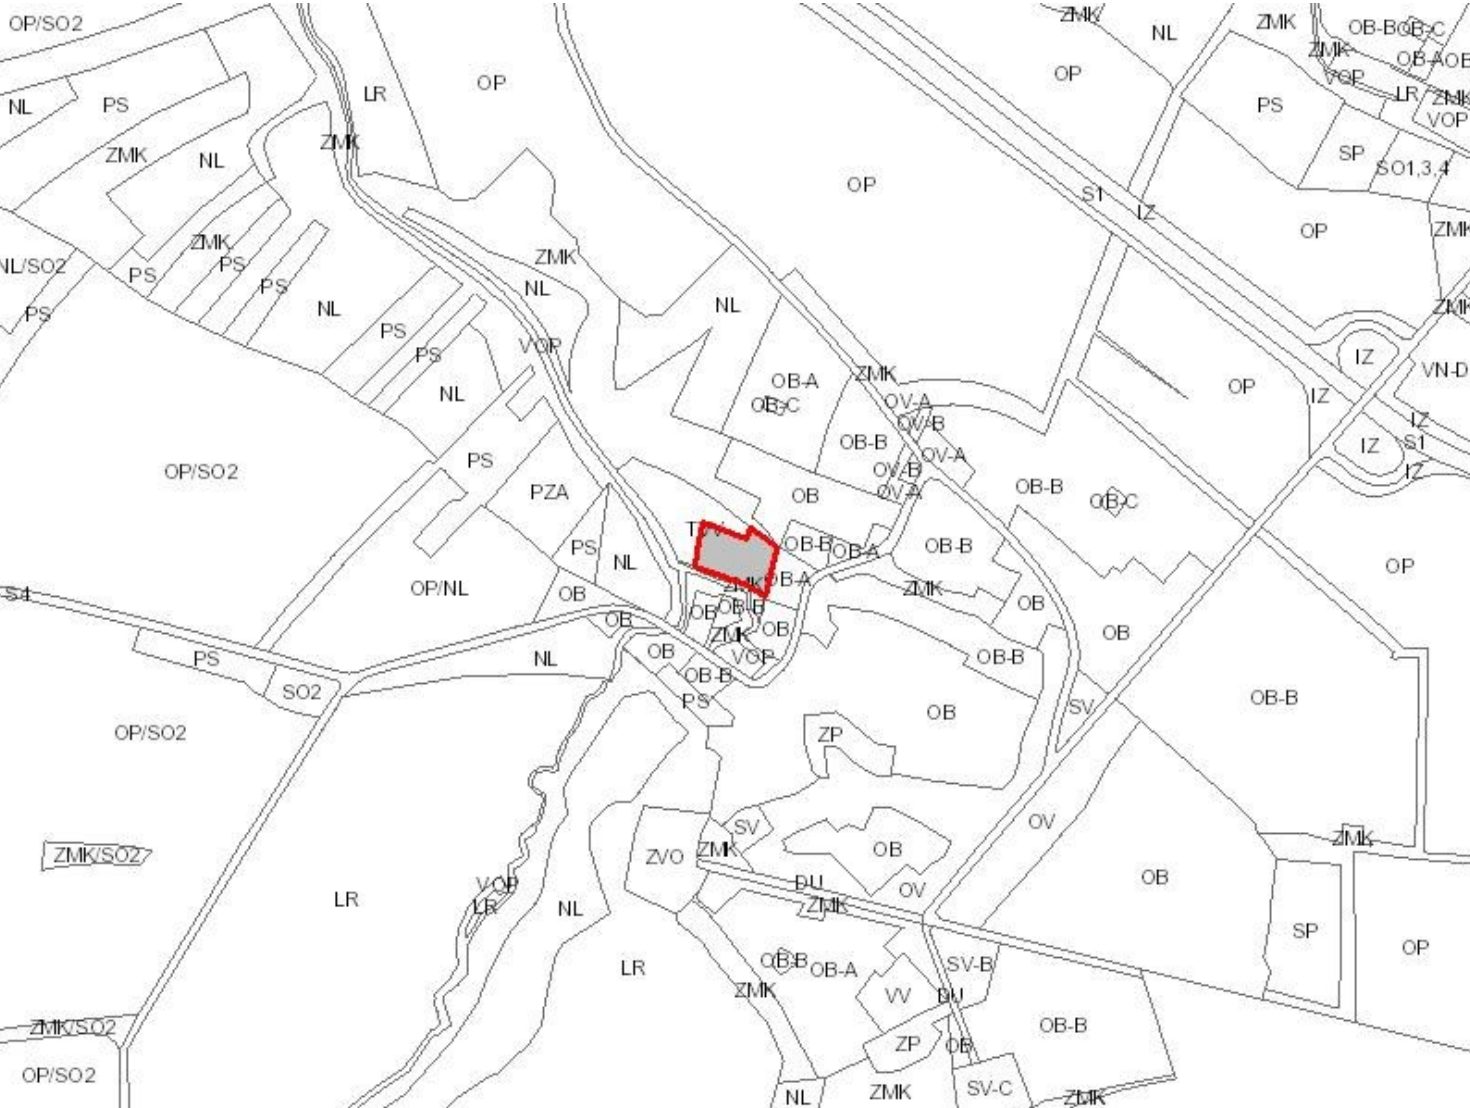 OP/SO2
ZMK
NL
ZMK
OB-B
OB-C
ZMK
OB-A
OB
NL
PS
LR
OP
OP
PS
VOP
LR
ZMK
VOP
ZMK
NL
ZMK
SP
SO1,3,4
OP
S1
IZ
OP
ZMK
NL/SO2
ZMK
PS
PS
PS
ZMK
NL
NL
PS
NL
PS
PS
VOP
ZMK
IZ
VN-D
NL
OB-A
OB-C
ZMK
OP
IZ
OV-A
OV-B
IZ
OB-B
IZ
S1
OP/SO2
PS
OV-A
OV-B
IZ
PZA
OB
OV-A
OB-B
OB-C
PS
NL
OB-B
OB-A
OB-B
OP
S4
OP/NL
OB
ZMK
OB-A
ZMK
OB
OB
OB-B
OB
OB
ZMK
OB
OB
PS
NL
OB
VOP
OB-B
SO2
OB-B
PS
OB
SV
OB-B
OP/SO2
ZP
SV
OV
ZMK/SO2
ZVO
ZMK
OB
ZMK
VOP
LR
LR
NL
DU
ZMK
OV
OB
SP
OP
LR
OB-B
OB-A
SV-B
ZMK
VV
DU
ZMK/SO2
OB-B
ZP
OB
OP/SO2
NL
ZMK
SV-C
ZMK